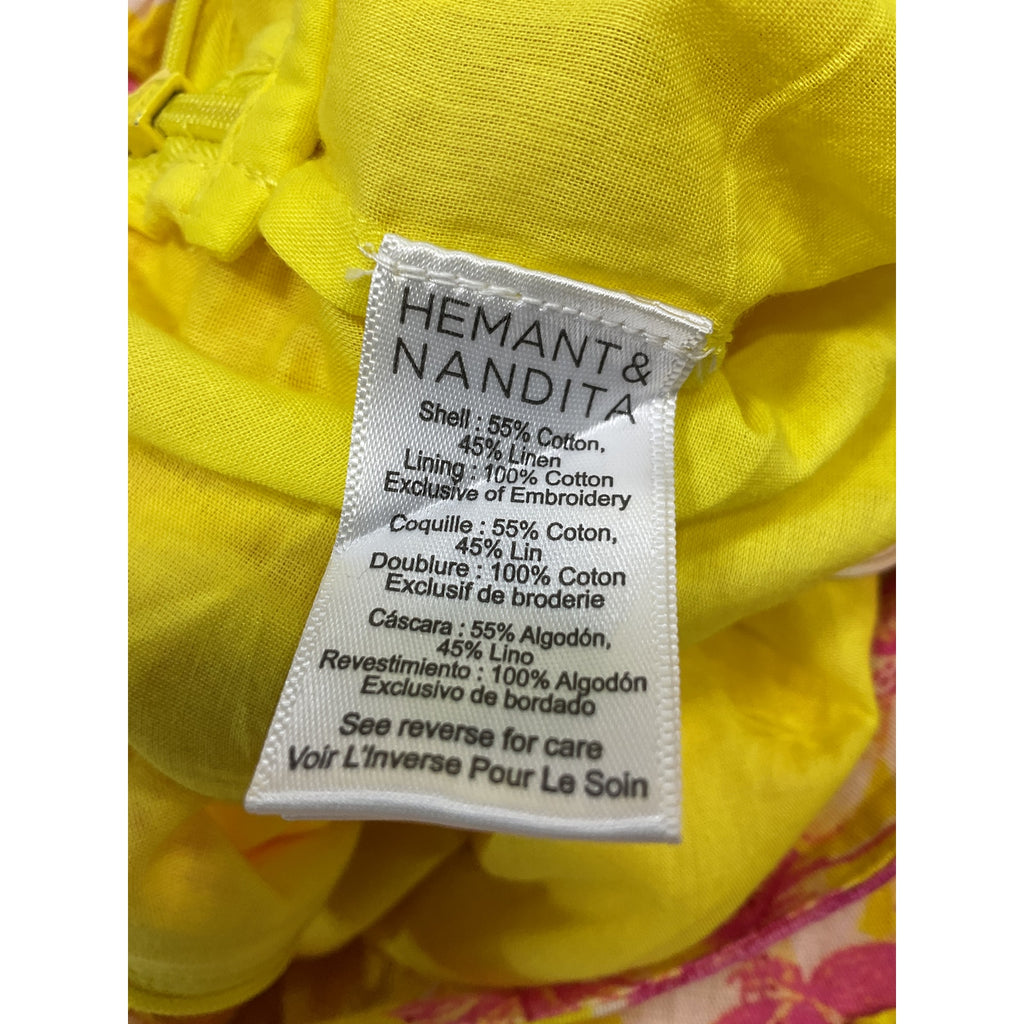 HEMANT &
NANDITA
Shell : 55% Cotton,
45% Linen
Lining : 100% Cotton
Exclusive of Embroidery
Coquille : 55% Coton,
45% Lin
Doublure : 100% Coton
Exclusif de broderie
Cáscara : 55% Algodón,
45% Lino
Revestimiento : 100% Algodón
Exclusivo de bordado
See reverse for care
Voir L'Inverse Pour Le Soin